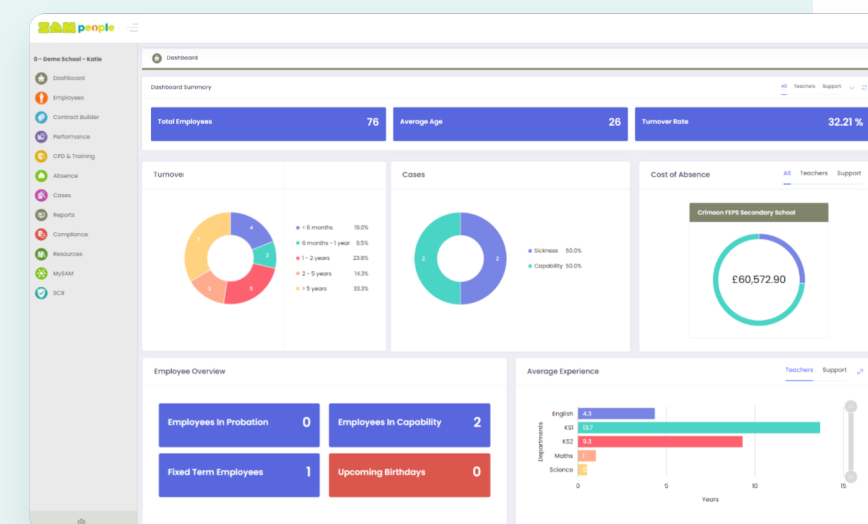 SAM people
0 - Demo School - Katie
Dashboard
Employees
Contract Builder
Performance
CPD & Training
Absence
Cases
Reports
Compliance
Resources
MySAM
SCR
Dashboard
Dashboard Summary
All Teachers Support
Total Employees 76
Average Age 26
Turnover Rate 32.21 %
Turnover
4
2
5
3
7
< 6 months 19.0%
6 months - 1 year 9.5%
1 - 2 years 23.8%
2 - 5 years 14.3%
> 5 years 33.3%
Cases
2
2
Sickness 50.0%
Capability 50.0%
Cost of Absence
All Teachers Support
Crimson FEPS Secondary School
£60,572.90
Employee Overview
Employees In Probation 0
Employees In Capability 2
Fixed Term Employees 1
Upcoming Birthdays 0
Average Experience
Teachers Support
Departments
English 4.3
KS1 13.7
KS2 9.3
Maths 1
Science
0 5 10 15
Years